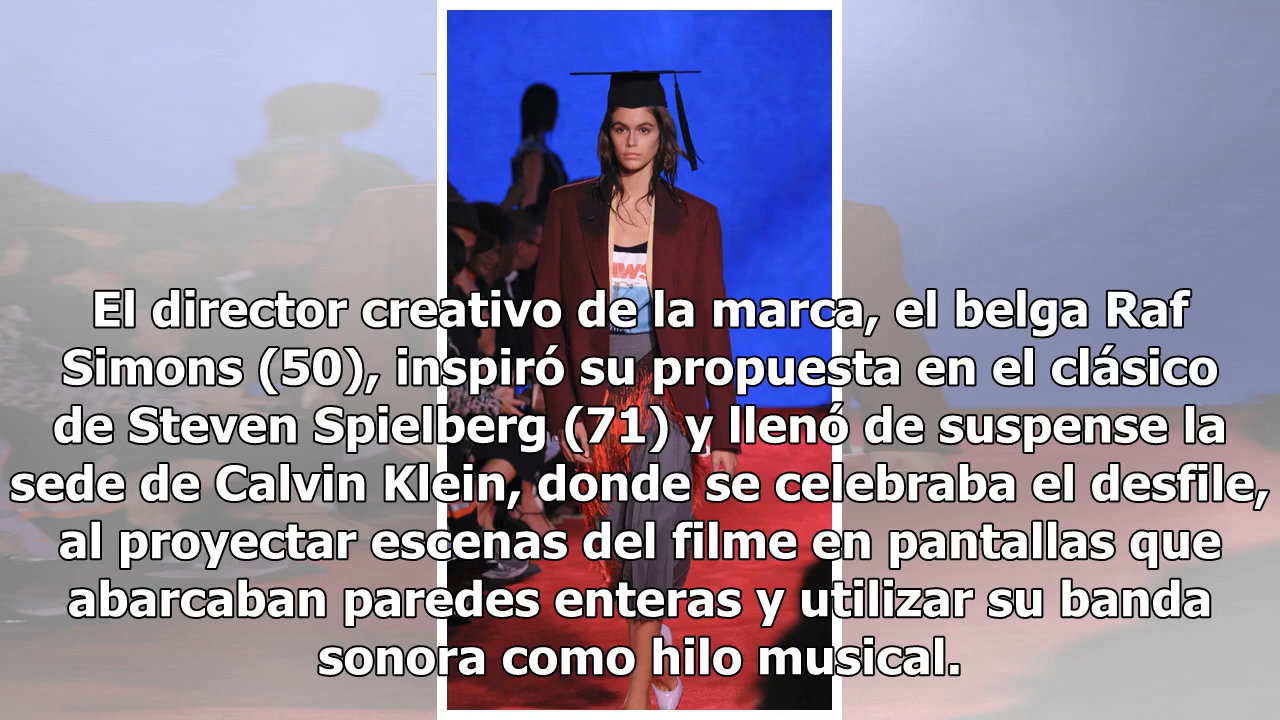 El director creativo de la marca, el belga Raf
Simons (50), inspiró su propuesta en el clásico
de Steven Spielberg (71) y llenó de suspense la
sede de Calvin Klein, donde se celebraba el desfile,
al proyectar escenas del filme en pantallas que
abarcaban paredes enteras y utilizar su banda
sonora como hilo musical.